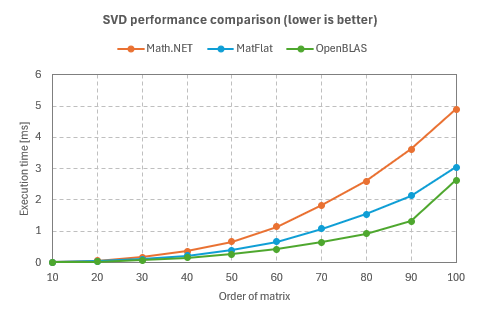 SVD performance comparison (lower is better)
Math.NET MatFlat OpenBLAS
6
5
4
3
2
1
0
Execution time [ms]
10 20 30 40 50 60 70 80 90 100
Order of matrix